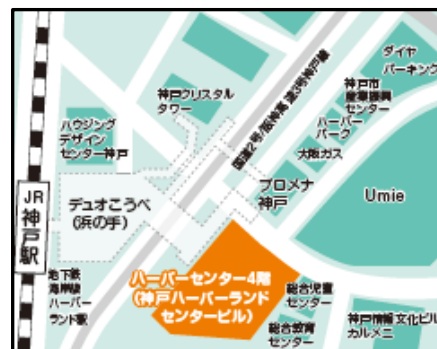 ダイヤ
パーキング
神戸市
産業振興
センター
ハーバー
パーク
大阪ガス
神戸クリスタル
タワー
国道2号/阪神高速3号神戸線
ハウジング
デザイン
センター神戸
プロメナ
神戸
Umie
デュオこうべ
(浜の手)
JR
神戸駅
地下鉄
海岸線
ハーバー
ランド駅
ハーバーセンター4階
(神戸ハーバーランド
センタービル)
総合児童
センター
総合教育
センター
神戸情報文化ビル
カルメニ